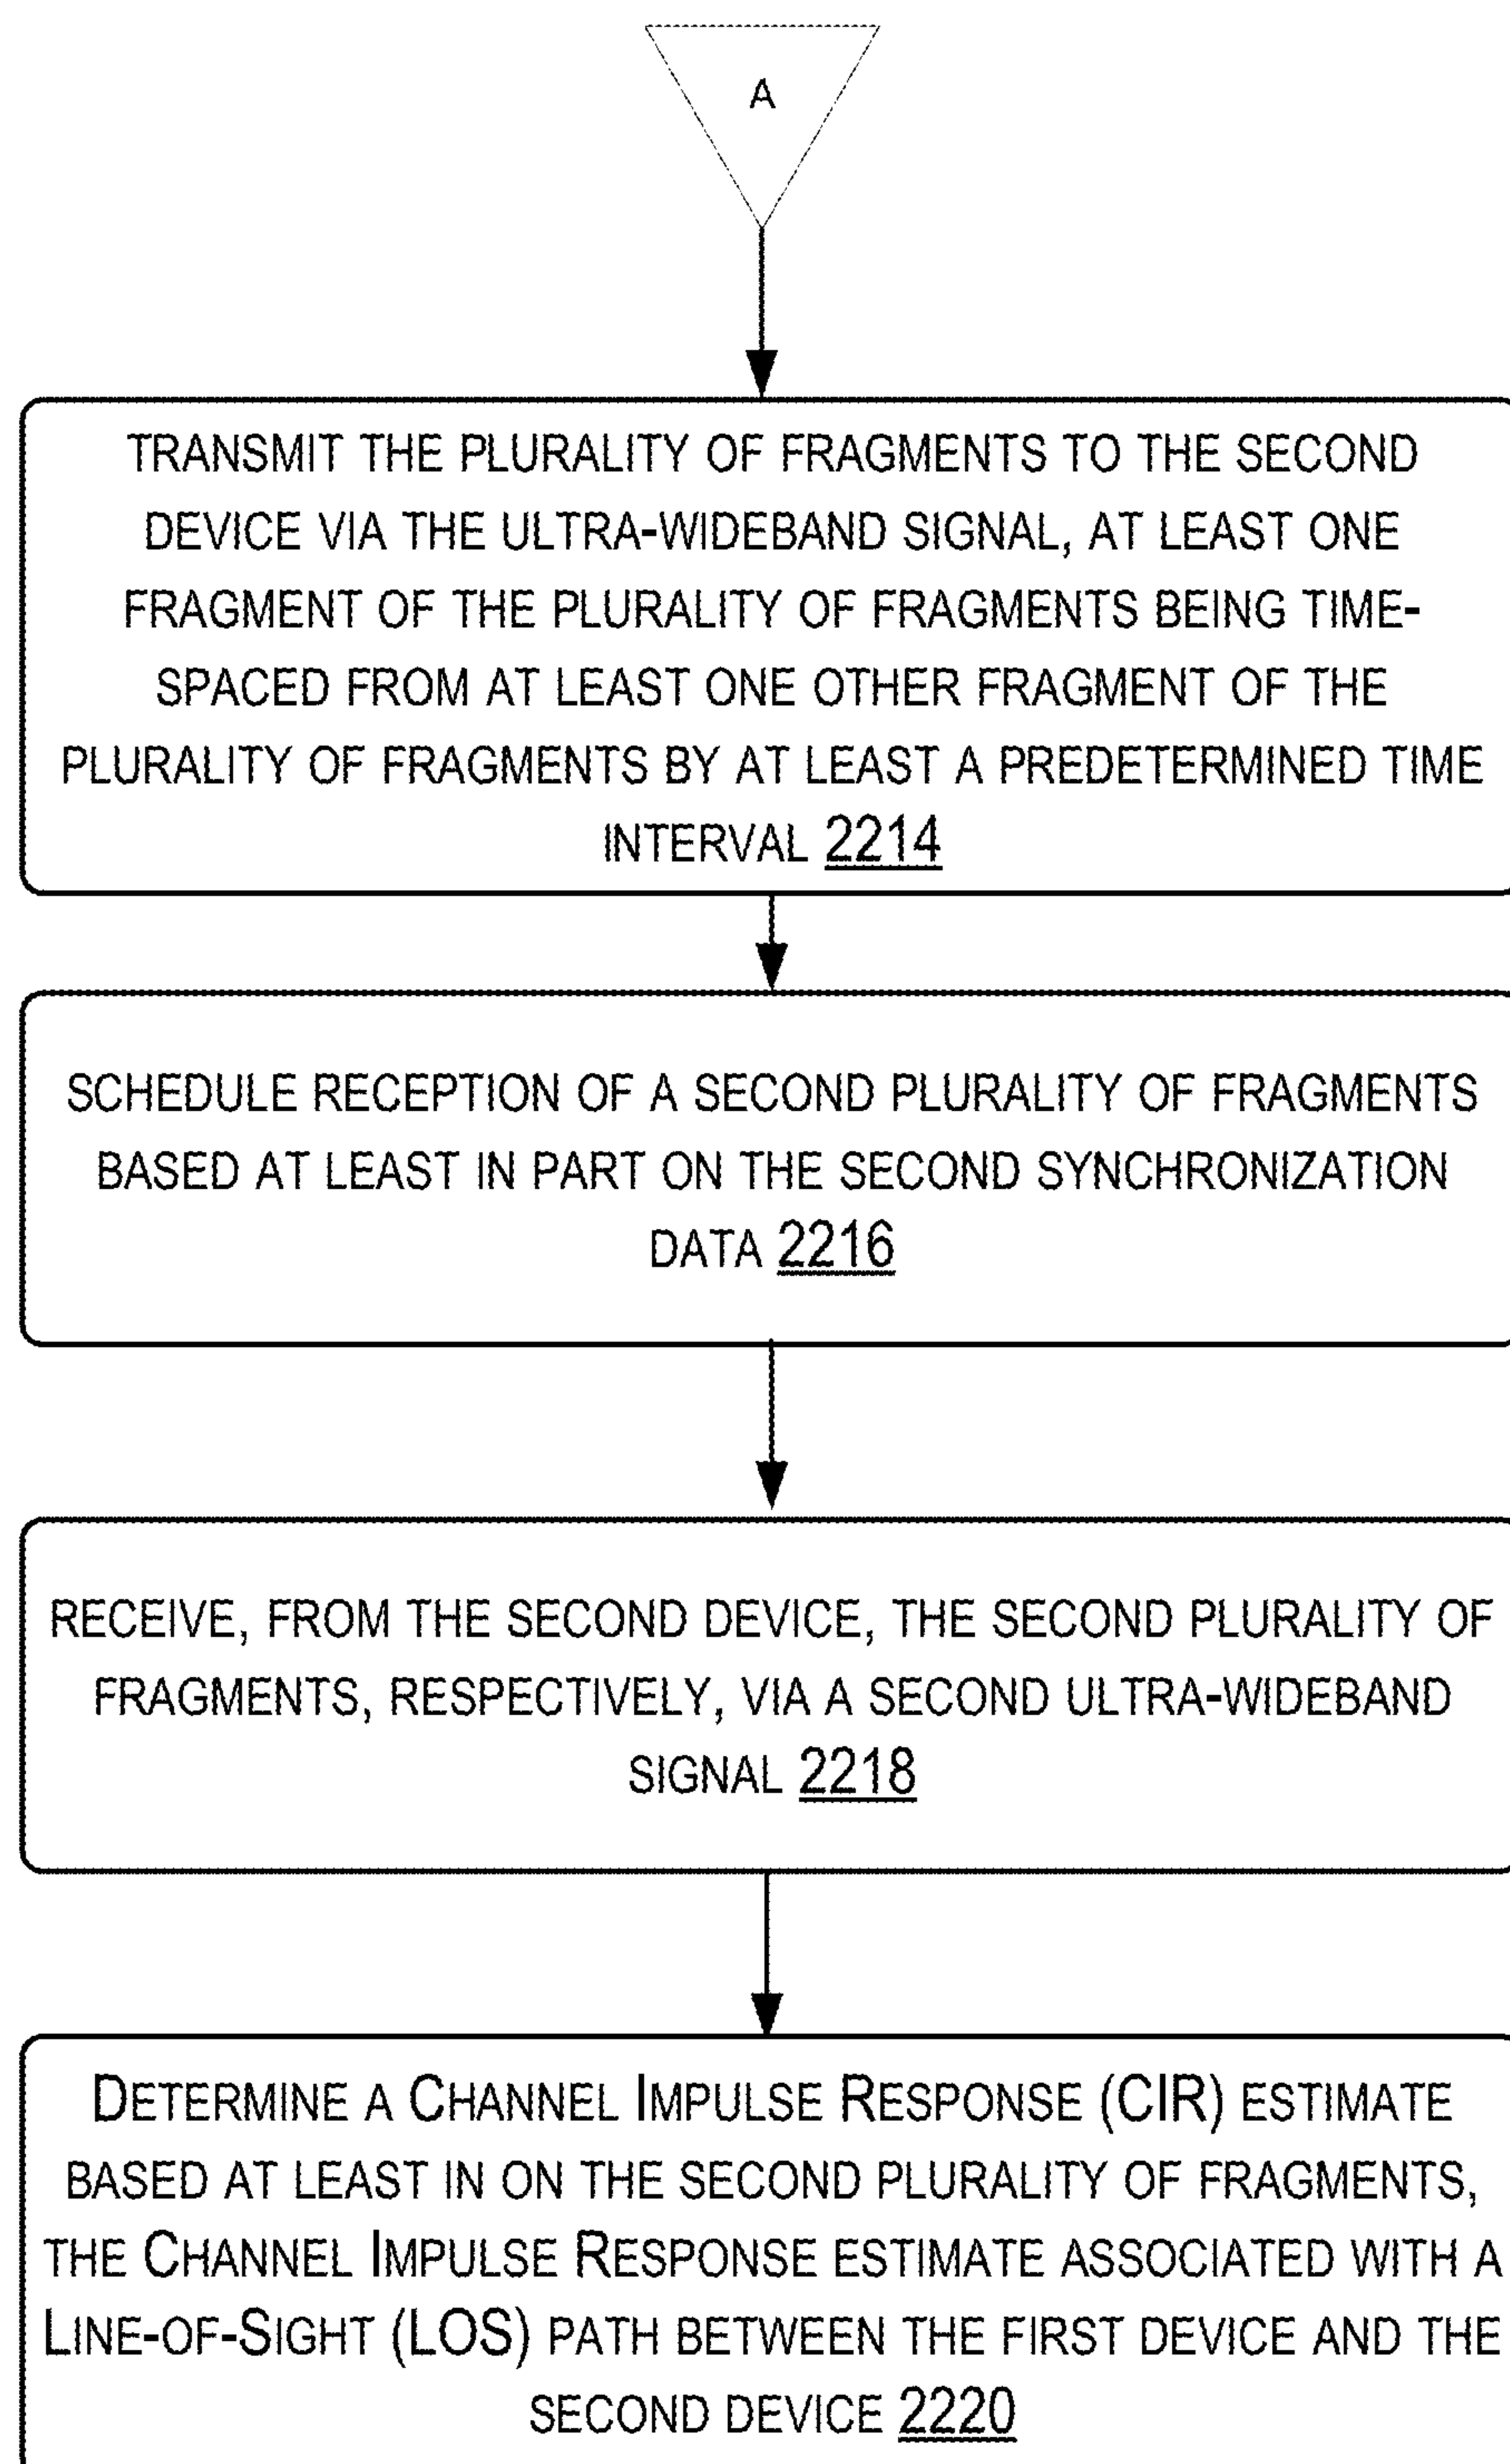 A
TRANSMIT THE PLURALITY OF FRAGMENTS TO THE SECOND
DEVICE VIA THE ULTRA-WIDEBAND SIGNAL, AT LEAST ONE
FRAGMENT OF THE PLURALITY OF FRAGMENTS BEING TIME-
SPACED FROM AT LEAST ONE OTHER FRAGMENT OF THE
PLURALITY OF FRAGMENTS BY AT LEAST A PREDETERMINED TIME
INTERVAL 2214
SCHEDULE RECEPTION OF A SECOND PLURALITY OF FRAGMENTS
BASED AT LEAST IN PART ON THE SECOND SYNCHRONIZATION
DATA 2216
RECEIVE, FROM THE SECOND DEVICE, THE SECOND PLURALITY OF
FRAGMENTS, RESPECTIVELY, VIA A SECOND ULTRA-WIDEBAND
SIGNAL 2218
DETERMINE A CHANNEL IMPULSE RESPONSE (CIR) ESTIMATE
BASED AT LEAST IN ON THE SECOND PLURALITY OF FRAGMENTS,
THE CHANNEL IMPULSE RESPONSE ESTIMATE ASSOCIATED WITH A
LINE-OF-SIGHT (LOS) PATH BETWEEN THE FIRST DEVICE AND THE
SECOND DEVICE 2220